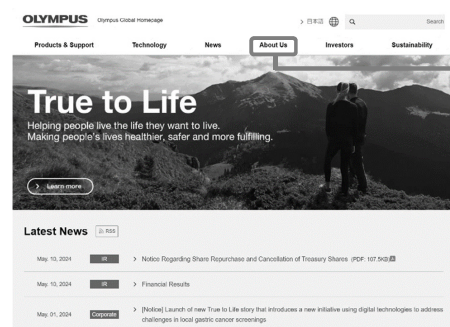 OLYMPUS Olympus Global Homepage > 日本語 Search
Products & Support Technology News About Us Investors Sustainability
True to Life
Helping people live the life they want to live.
Making people's lives healthier, safer and more fulfilling.
> Learn more
Latest News RSS
May. 10, 2024 IR > Notice Regarding Share Repurchase and Cancellation of Treasury Shares (PDF: 107.5KB)
May. 10, 2024 IR > Financial Results
May. 01, 2024 Corporate > [Notice] Launch of new True to Life story that introduces a new initiative using digital technologies to address
challenges in local gastric cancer screenings